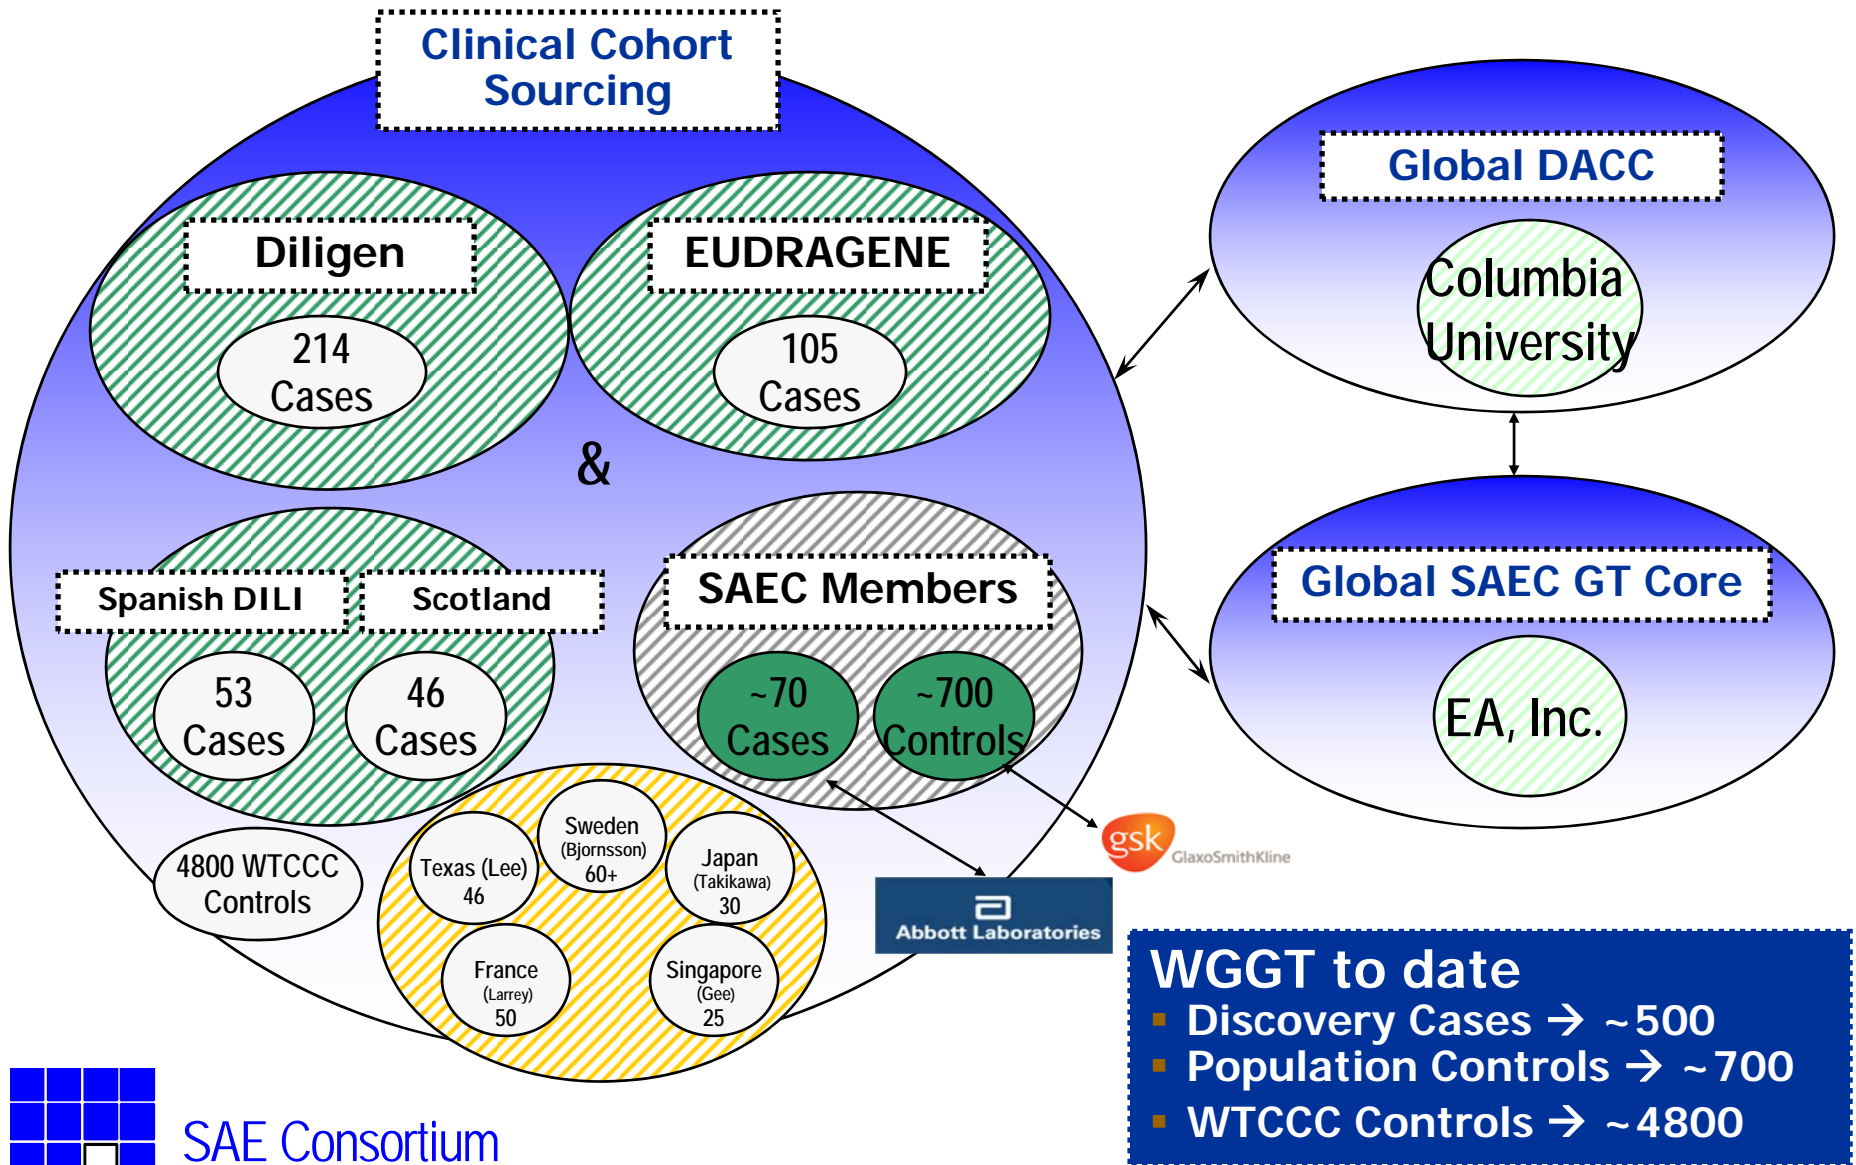 Clinical Cohort
Sourcing
Diligen
214
Cases
EUDRAGENE
105
Cases
&
Spanish DILI
Scotland
53
Cases
46
Cases
SAEC Members
~70
Cases
~700
Controls
4800 WTCCC
Controls
Texas (Lee)
46
Sweden
(Bjornsson)
60+
Japan
(Takikawa)
30
France
(Larrey)
50
Singapore
(Gee)
25
Global DACC
Columbia
University
Global SAEC GT Core
EA, Inc.
gsk
GlaxoSmithKline
Abbott Laboratories
WGGT to date
▪ Discovery Cases → ~500
▪ Population Controls → ~700
▪ WTCCC Controls → ~4800
SAE Consortium